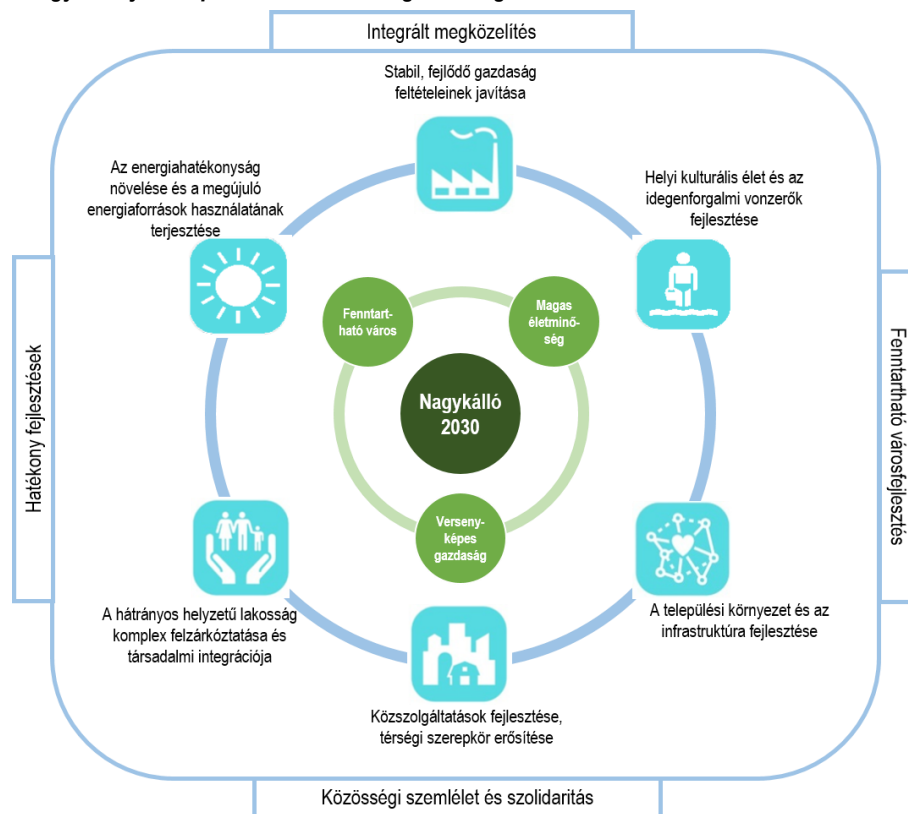 Integrált megközelítés
Stabil, fejlődő gazdaság
feltételeinek javítása
Az energiahatékonyság
növelése és a megújuló
energiaforrások használatának
terjesztése
Helyi kulturális élet és az
idegenforgalmi vonzerők
fejlesztése
Hatékony fejlesztések
Fenntart-
ható város
Magas
életminő-
ség
Nagykálló
2030
Verseny-
képes
gazdaság
Fenntartható városfejlesztés
A hátrányos helyzetű lakosság
komplex felzárkóztatása és
társadalmi integrációja
A települési környezet és az
infrastruktúra fejlesztése
Közszolgáltatások fejlesztése,
térségi szerepkör erősítése
Közösségi szemlélet és szolidaritás